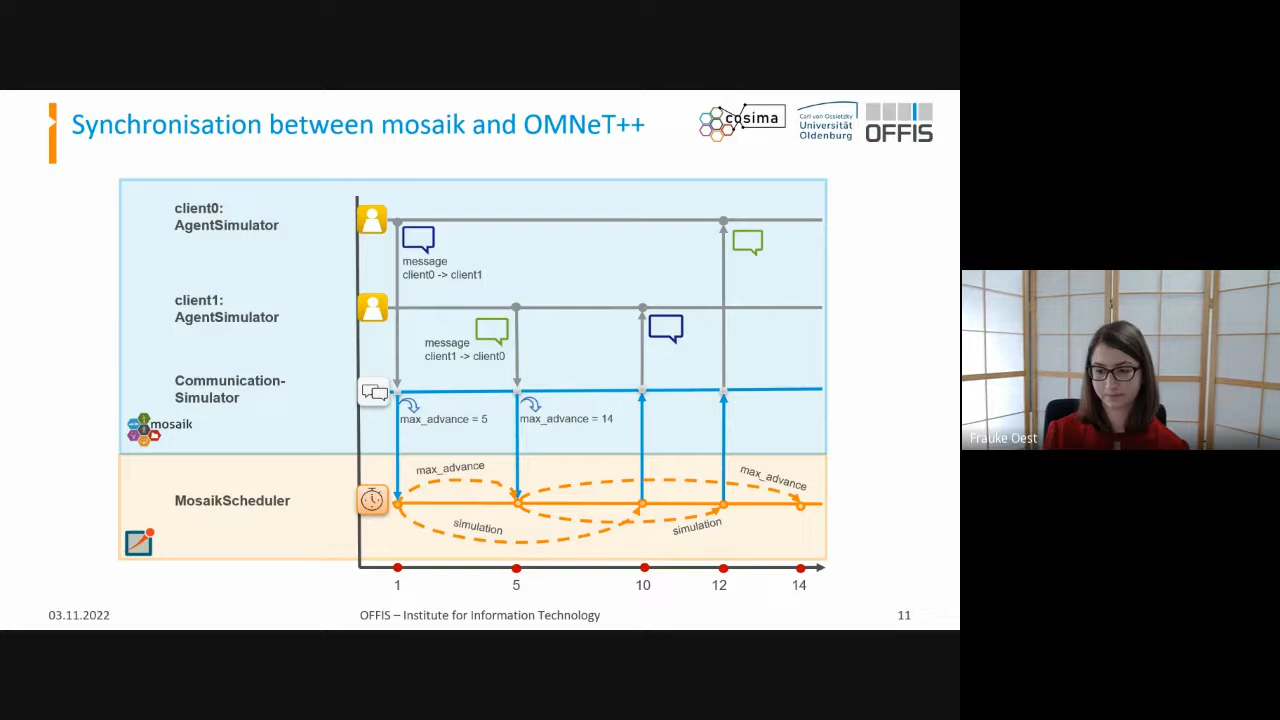 Synchronisation between mosaik and OMNeT++
cosima
Carl von Ossietzky
Universität
Oldenburg
OFFIS
client0:
AgentSimulator
message
client0 -> client1
client1:
AgentSimulator
message
client1 -> client0
Communication-
Simulator
max_advance = 5
max_advance = 14
mosaik
max_advance
max_advance
MosaikScheduler
simulation
simulation
1
5
10
12
14
03.11.2022
OFFIS – Institute for Information Technology
11
Frauke Oest